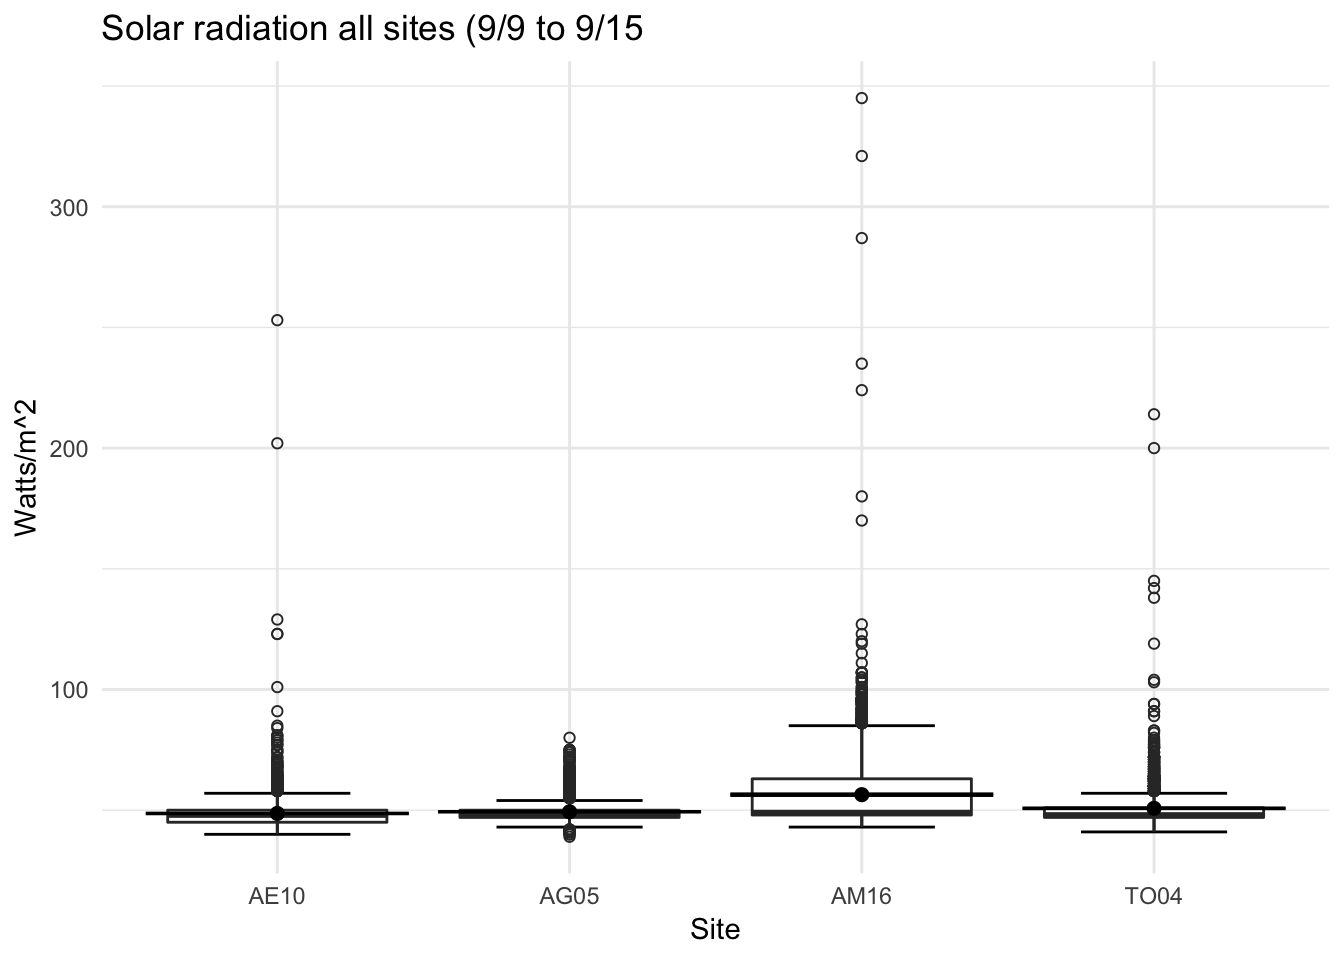 Solar radiation all sites (9/9 to 9/15
300
200
100
Watts/m^2
AE10 AG05 AM16 TO04
Site